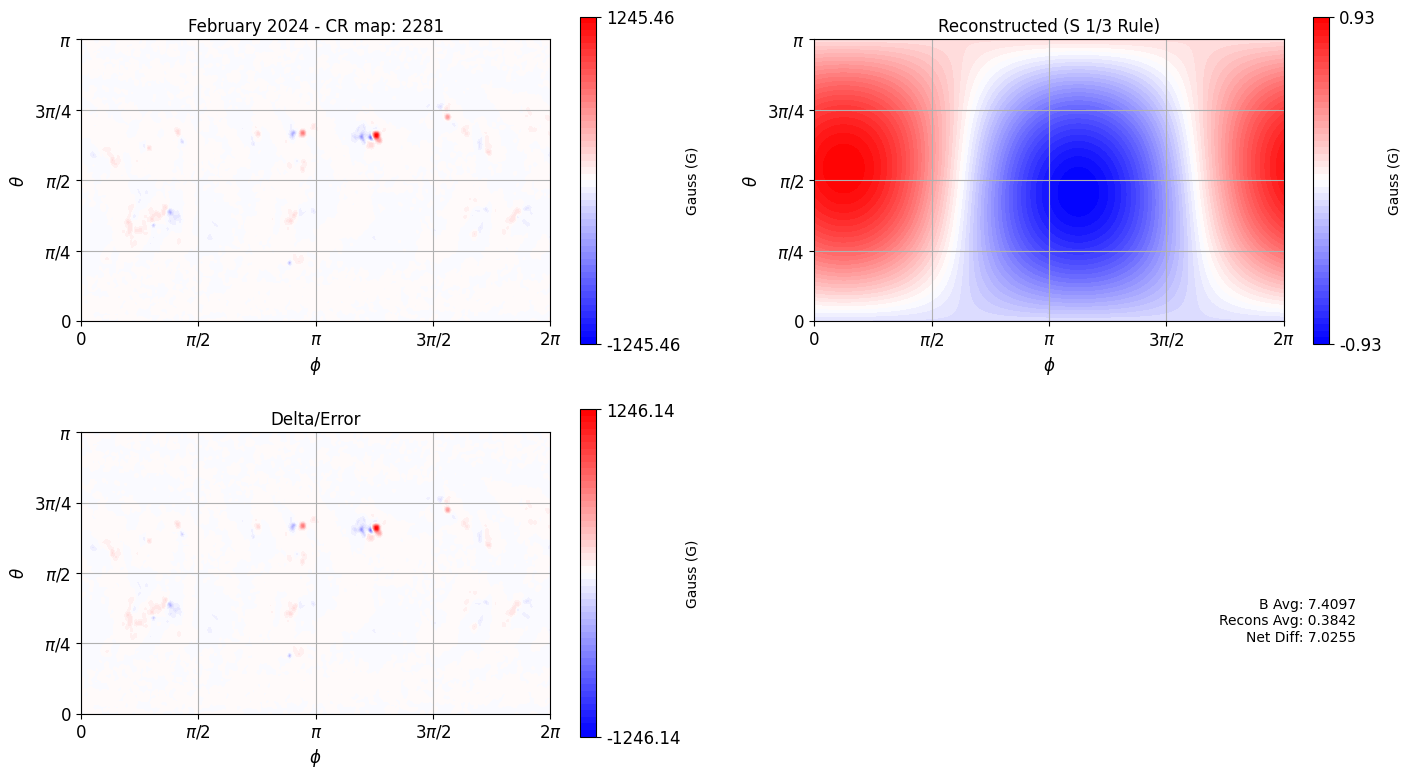 February 2024 - CR map: 2281
π
3π/4
π/2
π/4
0
θ
0
π/2
π
3π/2
2π
ϕ
1245.46
-1245.46
Gauss (G)
Reconstructed (S 1/3 Rule)
π
3π/4
π/2
π/4
0
θ
0
π/2
π
3π/2
2π
ϕ
0.93
-0.93
Gauss (G)
Delta/Error
π
3π/4
π/2
π/4
0
θ
0
π/2
π
3π/2
2π
ϕ
1246.14
-1246.14
Gauss (G)
B Avg: 7.4097
Recons Avg: 0.3842
Net Diff: 7.0255